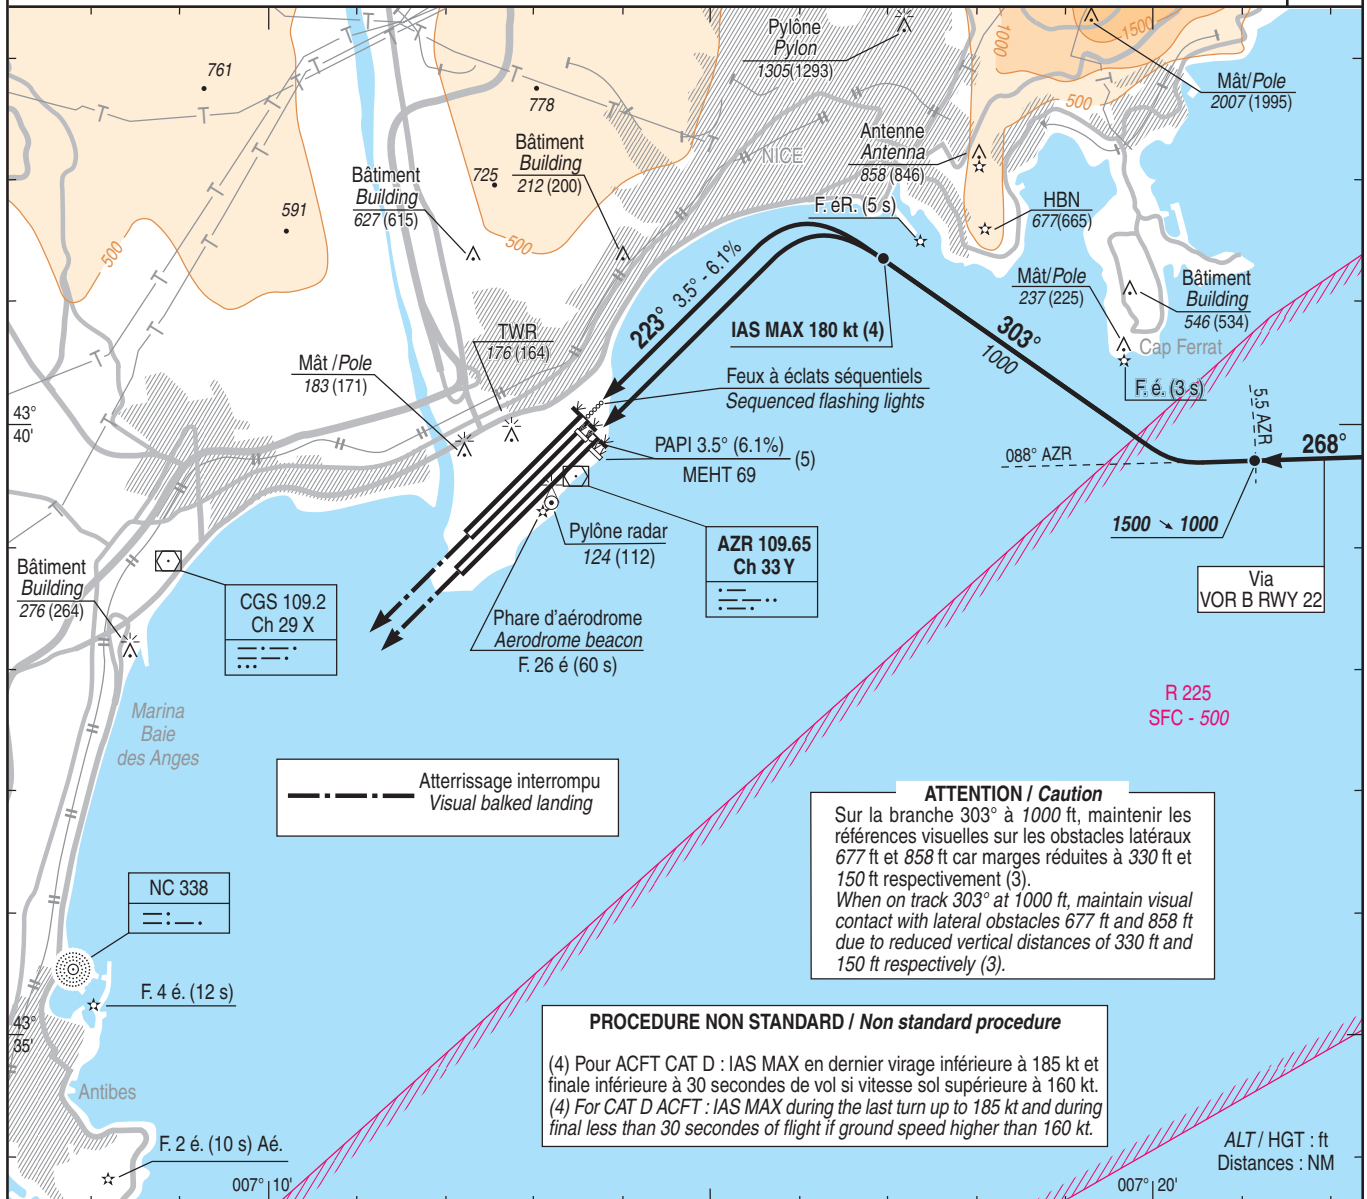 Pylône
Pylon
1305(1293)
1000
1500
500
Mât/Pole
2007 (1995)
761
778
Bâtiment
Building
212 (200)
NICE
Antenne
Antenna
858 (846)
Bâtiment
Building
627 (615)
725
591
500
500
F. éR. (5 s)
HBN
677(665)
223° 3.5° - 6.1%
IAS MAX 180 kt (4)
303°
1000
Mât/Pole
237 (225)
Bâtiment
Building
546 (534)
Cap Ferrat
F. é. (3 s)
TWR
176 (164)
Mât /Pole
183 (171)
Feux à éclats séquentiels
Sequenced flashing lights
43°
40'
PAPI 3.5° (6.1%)
MEHT 69
(5)
088° AZR
5.5 AZR
268°
1500 ↘ 1000
Via
VOR B RWY 22
Pylône radar
124 (112)
AZR 109.65
Ch 33 Y
Bâtiment
Building
276 (264)
CGS 109.2
Ch 29 X
Phare d'aérodrome
Aerodrome beacon
F. 26 é (60 s)
R 225
SFC - 500
Marina
Baie
des Anges
Atterrissage interrompu
Visual balked landing
ATTENTION / Caution
Sur la branche 303° à 1000 ft, maintenir les
références visuelles sur les obstacles latéraux
677 ft et 858 ft car marges réduites à 330 ft et
150 ft respectivement (3).
When on track 303° at 1000 ft, maintain visual
contact with lateral obstacles 677 ft and 858 ft
due to reduced vertical distances of 330 ft and
150 ft respectively (3).
NC 338
F. 4 é. (12 s)
43°
35'
PROCEDURE NON STANDARD / Non standard procedure
(4) Pour ACFT CAT D : IAS MAX en dernier virage inférieure à 185 kt et
finale inférieure à 30 secondes de vol si vitesse sol supérieure à 160 kt.
(4) For CAT D ACFT : IAS MAX during the last turn up to 185 kt and during
final less than 30 seconds of flight if ground speed higher than 160 kt.
Antibes
F. 2 é. (10 s) Aé.
ALT / HGT : ft
Distances : NM
007° 10'
007° 20'